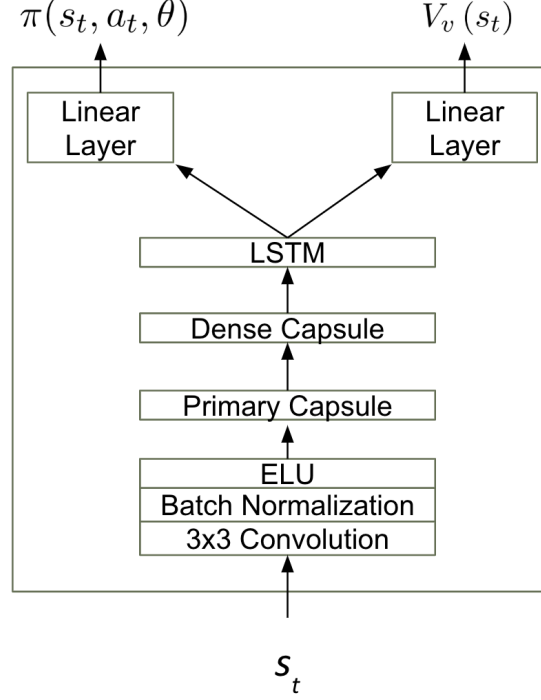 π(s_t, a_t, θ)
V_v (s_t)
Linear
Layer
Linear
Layer
LSTM
Dense Capsule
Primary Capsule
ELU
Batch Normalization
3x3 Convolution
s_t